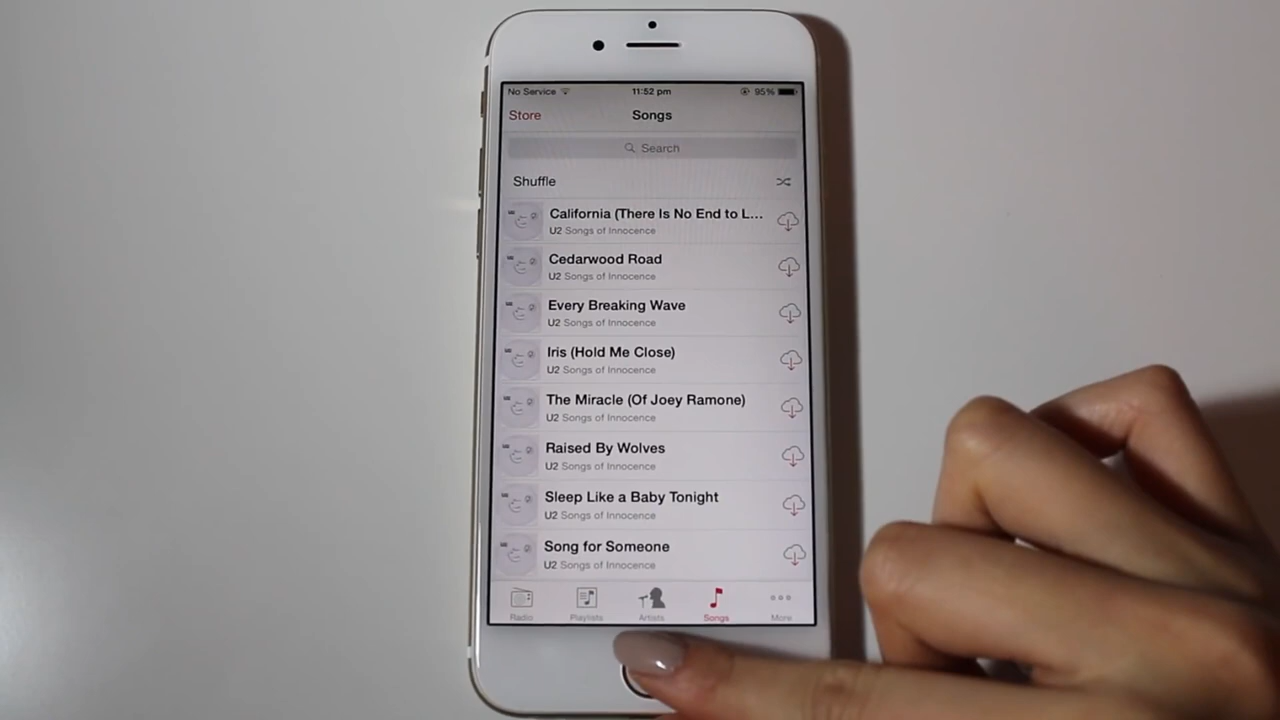 No Service 11:52 pm 95%
Store Songs
Search
Shuffle
California (There Is No End to L...
U2 Songs of Innocence
Cedarwood Road
U2 Songs of Innocence
Every Breaking Wave
U2 Songs of Innocence
Iris (Hold Me Close)
U2 Songs of Innocence
The Miracle (Of Joey Ramone)
U2 Songs of Innocence
Raised By Wolves
U2 Songs of Innocence
Sleep Like a Baby Tonight
U2 Songs of Innocence
Song for Someone
U2 Songs of Innocence
Radio Playlists Artists Songs More